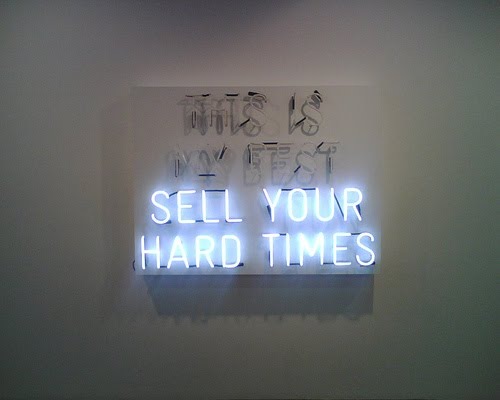 THIS IS
MY BEST
SELL YOUR
HARD TIMES